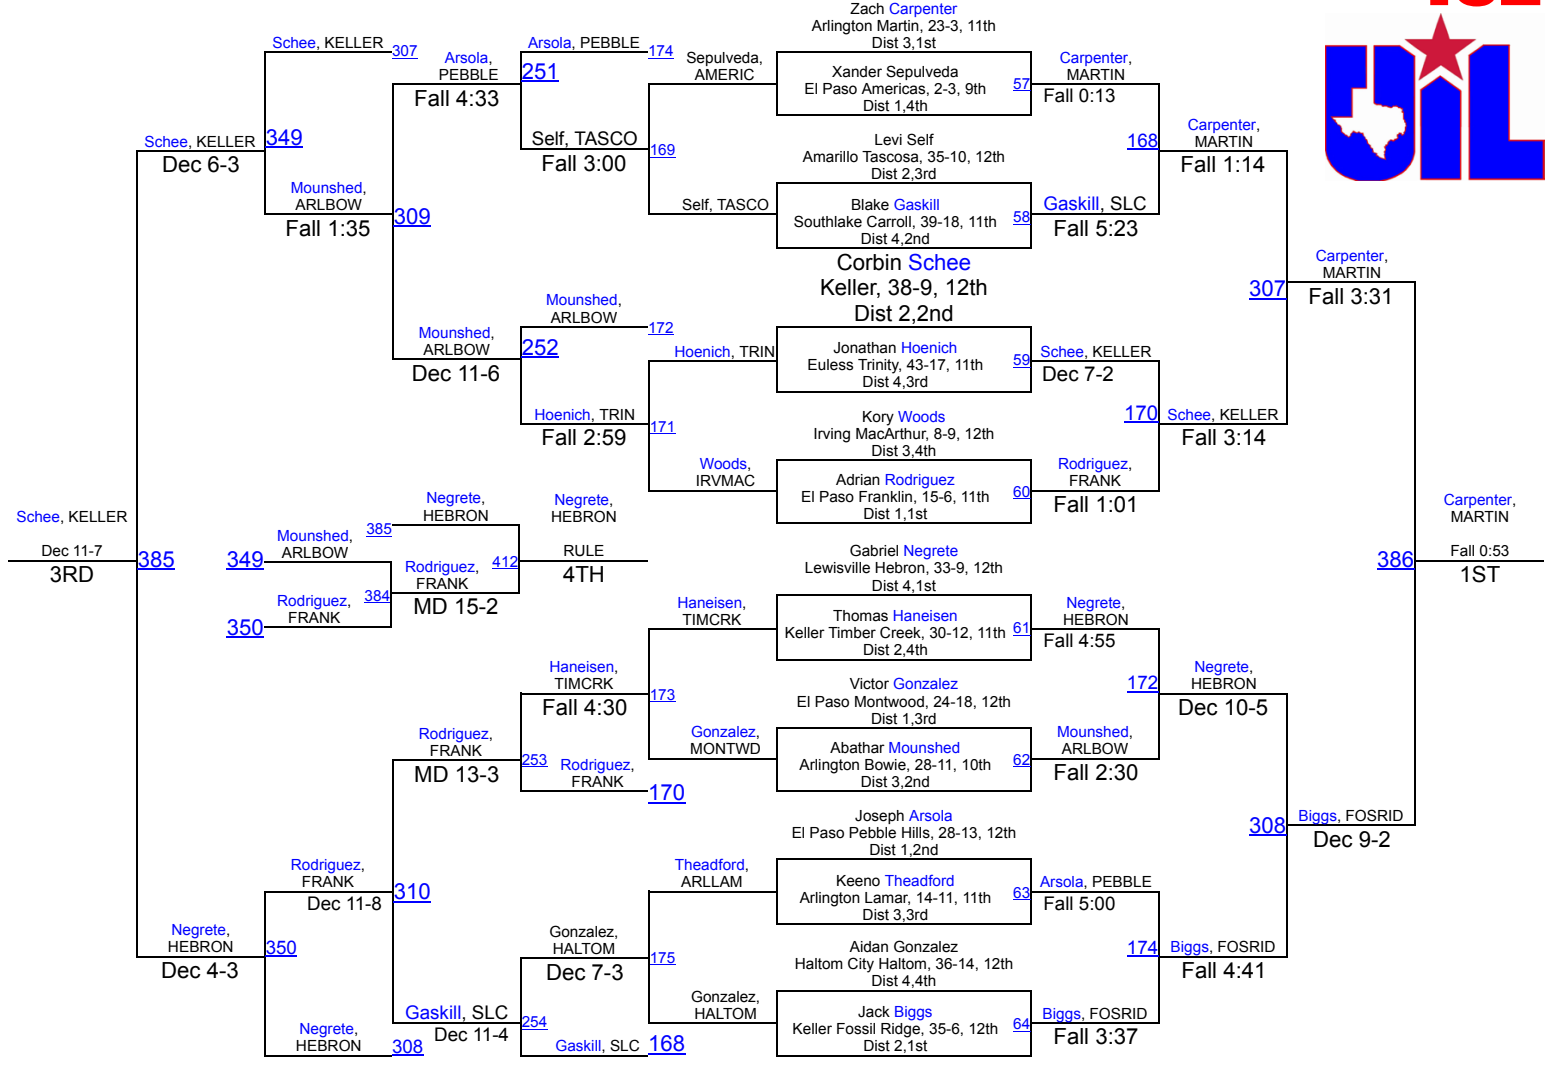 Zach Carpenter
Arlington Martin, 23-3, 11th
Dist 3,1st
Xander Sepulveda
El Paso Americas, 2-3, 9th
Dist 1,4th
57
Levi Self
Amarillo Tascosa, 35-10, 12th
Dist 2,3rd
Blake Gaskill
Southlake Carroll, 39-18, 11th
Dist 4,2nd
58
Corbin Schee
Keller, 38-9, 12th
Dist 2,2nd
Jonathan Hoenich
Euless Trinity, 43-17, 11th
Dist 4,3rd
59
Kory Woods
Irving MacArthur, 8-9, 12th
Dist 3,4th
Adrian Rodriguez
El Paso Franklin, 15-6, 11th
Dist 1,1st
60
Gabriel Negrete
Lewisville Hebron, 33-9, 12th
Dist 4,1st
Thomas Haneisen
Keller Timber Creek, 30-12, 11th
Dist 2,4th
61
Victor Gonzalez
El Paso Montwood, 24-18, 12th
Dist 1,3rd
Abathar Mounshed
Arlington Bowie, 28-11, 10th
Dist 3,2nd
62
Joseph Arsola
El Paso Pebble Hills, 28-13, 12th
Dist 1,2nd
Keeno Theadford
Arlington Lamar, 14-11, 11th
Dist 3,3rd
63
Aidan Gonzalez
Haltom City Haltom, 36-14, 12th
Dist 4,4th
Jack Biggs
Keller Fossil Ridge, 35-6, 12th
Dist 2,1st
64
Carpenter,
MARTIN
Fall 0:13
168
Gaskill, SLC
Fall 5:23
Schee, KELLER
Dec 7-2
170
Rodriguez,
FRANK
Fall 1:01
Negrete,
HEBRON
Fall 4:55
172
Mounshed,
ARLBOW
Fall 2:30
Arsola, PEBBLE
Fall 5:00
174
Biggs, FOSRID
Fall 3:37
Carpenter,
MARTIN
Fall 1:14
307
Schee, KELLER
Fall 3:14
Negrete,
HEBRON
Dec 10-5
308
Biggs, FOSRID
Fall 4:41
Carpenter,
MARTIN
Fall 3:31
386
Biggs, FOSRID
Dec 9-2
Carpenter,
MARTIN
Fall 0:53
1ST
UIL
Sepulveda,
AMERIC
169
Self, TASCO
Hoenich, TRIN
171
Woods,
IRVMAC
Haneisen,
TIMCRK
173
Gonzalez,
MONTWD
Theadford,
ARLLAM
175
Gonzalez,
HALTOM
Arsola, PEBBLE
174
251
Self, TASCO
Fall 3:00
Mounshed,
ARLBOW
172
252
Hoenich, TRIN
Fall 2:59
Haneisen,
TIMCRK
Fall 4:30
253
Rodriguez,
FRANK
170
Gonzalez,
HALTOM
Dec 7-3
254
Gaskill, SLC
168
Arsola,
PEBBLE
Fall 4:33
309
Mounshed,
ARLBOW
Dec 11-6
Rodriguez,
FRANK
MD 13-3
310
Gaskill, SLC
Dec 11-4
Schee, KELLER
307
349
Mounshed,
ARLBOW
Fall 1:35
Rodriguez,
FRANK
Dec 11-8
350
Negrete,
HEBRON
308
Schee, KELLER
Dec 6-3
385
Negrete,
HEBRON
Dec 4-3
Schee, KELLER
Dec 11-7
3RD
349
Mounshed,
ARLBOW
384
350
Rodriguez,
FRANK
385
Negrete,
HEBRON
412
Rodriguez,
FRANK
MD 15-2
Negrete,
HEBRON
RULE
4TH